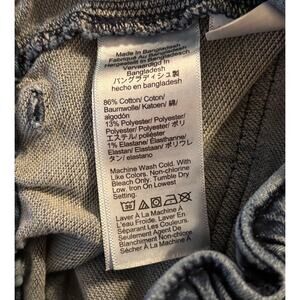 Made In Bangladesh
Fabriqué Au Bangladesh
Hergestellt In Bangladesh
Vervaardigd In
Bangladesh
バングラディシュ製
hecho en bangladesh
86% Cotton/ Coton/
Baumwolle/ Katoen/ 綿/
algodón
13% Polyester/ Polyester/
Polyester/ Polyester/ ポリ
エステル/ poliéster
1% Elastane/ Élasthanne/
Elastan/ Elastaan/ ポリウレ
タン/ elastano
Machine Wash Cold. With
Like Colors. Non-chlorine
Bleach Only. Tumble Dry
Low, Iron On Lowest
Setting.
30
Laver À La Machine À
L'eau Froide. Laver En
Séparant Les Couleurs
Seulement Agent De
Blanchiment Non-Chlore
À La Machine À